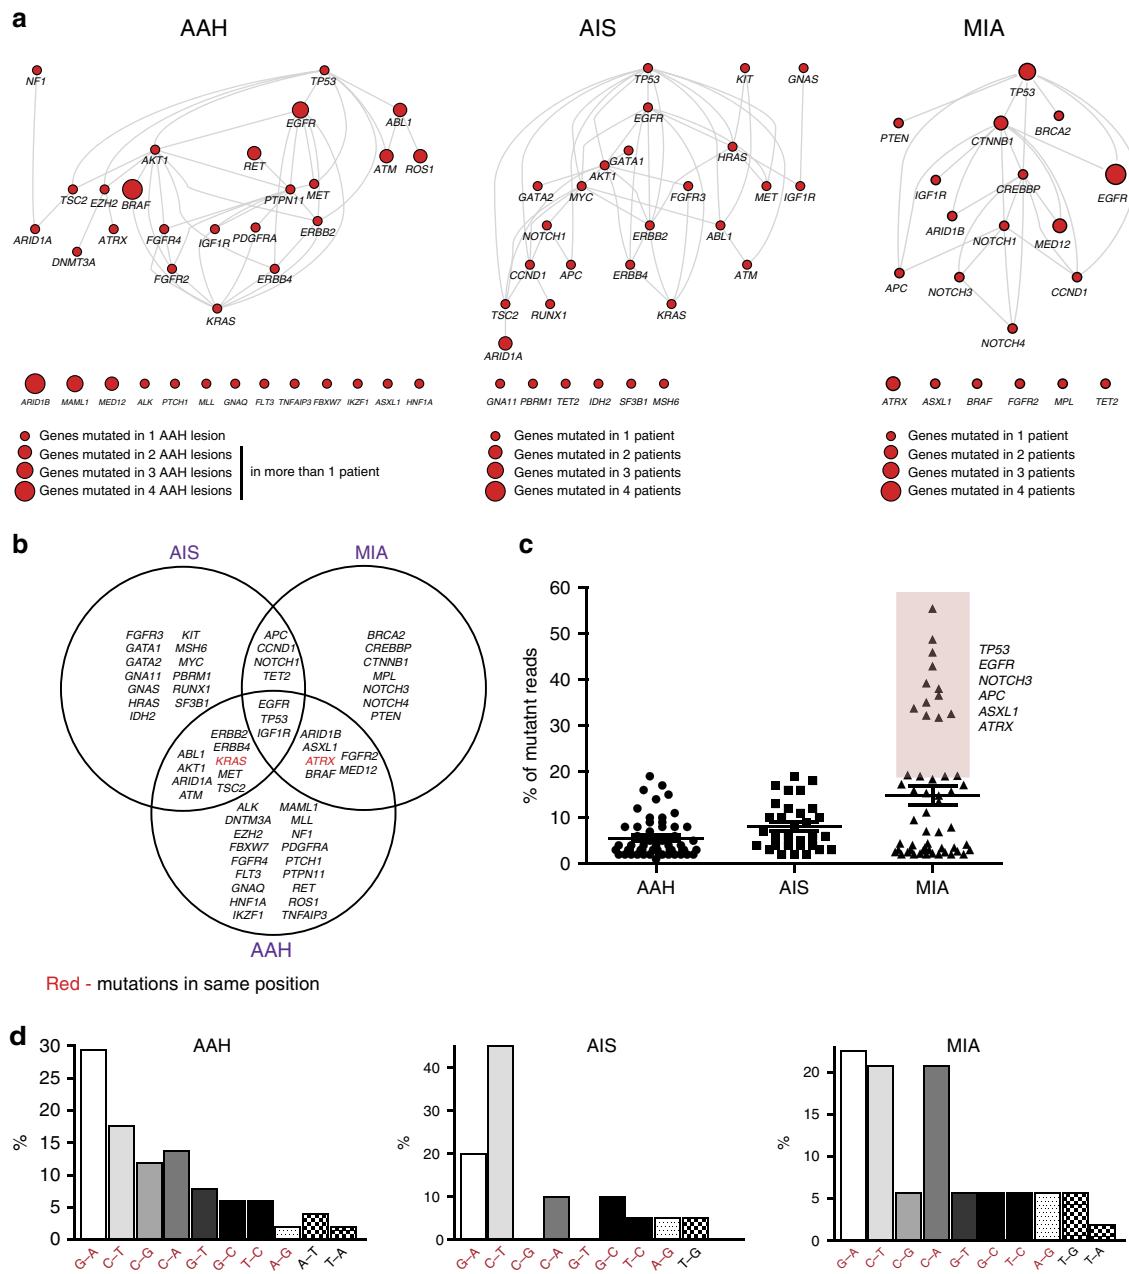 a
AAH
AIS
MIA
NF1
TP53
EGFR
ABL1
AKT1
RET
ATM
ROS1
TSC2
EZH2
BRAF
PTPN11
MET
ARID1A
ATRX
FGFR4
IGF1R
PDGFRA
ERBB2
DNMT3A
FGFR2
ERBB4
KRAS
ARID1B
MAML1
MED12
ALK
PTCH1
MLL
GNAQ
FLT3
TNFAIP3
FBXW7
IKZF1
ASXL1
HNF1A
Genes mutated in 1 AAH lesion
Genes mutated in 2 AAH lesions
Genes mutated in 3 AAH lesions
Genes mutated in 4 AAH lesions
in more than 1 patient
TP53
KIT
GNAS
EGFR
HRAS
GATA1
AKT1
GATA2
MYC
FGFR3
MET
IGF1R
NOTCH1
ERBB2
ABL1
CCND1
APC
ERBB4
ATM
TSC2
RUNX1
KRAS
ARID1A
GNA11
PBRM1
TET2
IDH2
SF3B1
MSH6
Genes mutated in 1 patient
Genes mutated in 2 patients
Genes mutated in 3 patients
Genes mutated in 4 patients
TP53
PTEN
CTNNB1
BRCA2
IGF1R
CREBBP
EGFR
ARID1B
NOTCH1
MED12
APC
NOTCH3
CCND1
NOTCH4
ATRX
ASXL1
BRAF
FGFR2
MPL
TET2
Genes mutated in 1 patient
Genes mutated in 2 patients
Genes mutated in 3 patients
Genes mutated in 4 patients
b
AIS
MIA
FGFR3 KIT
GATA1 MSH6
GATA2 MYC
GNA11 PBRM1
GNAS RUNX1
HRAS SF3B1
IDH2
APC
CCND1
NOTCH1
TET2
BRCA2
CREBBP
CTNNB1
MPL
NOTCH3
NOTCH4
PTEN
EGFR
TP53
IGF1R
ABL1
AKT1
ARID1A
ATM
ERBB2
ERBB4
KRAS
MET
TSC2
ARID1B
ASXL1
ATRX
BRAF
FGFR2
MED12
ALK MAML1
DNTM3A MLL
EZH2 NF1
FBXW7 PDGFRA
FGFR4 PTCH1
FLT3 PTPN11
GNAQ RET
HNF1A ROS1
IKZF1 TNFAIP3
AAH
Red - mutations in same position
c
% of mutatnt reads
60
50
40
30
20
10
0
AAH
AIS
MIA
TP53
EGFR
NOTCH3
APC
ASXL1
ATRX
d
AAH
%
30
25
20
15
10
5
0
G–A
C–T
C–G
C–A
G–T
G–C
T–C
A–G
A–T
T–A
AIS
%
40
30
20
10
0
G–A
C–T
C–G
C–A
G–T
G–C
T–C
A–G
T–G
MIA
%
20
15
10
5
0
G–A
C–T
C–G
C–A
G–T
G–C
T–C
A–G
T–G
T–A